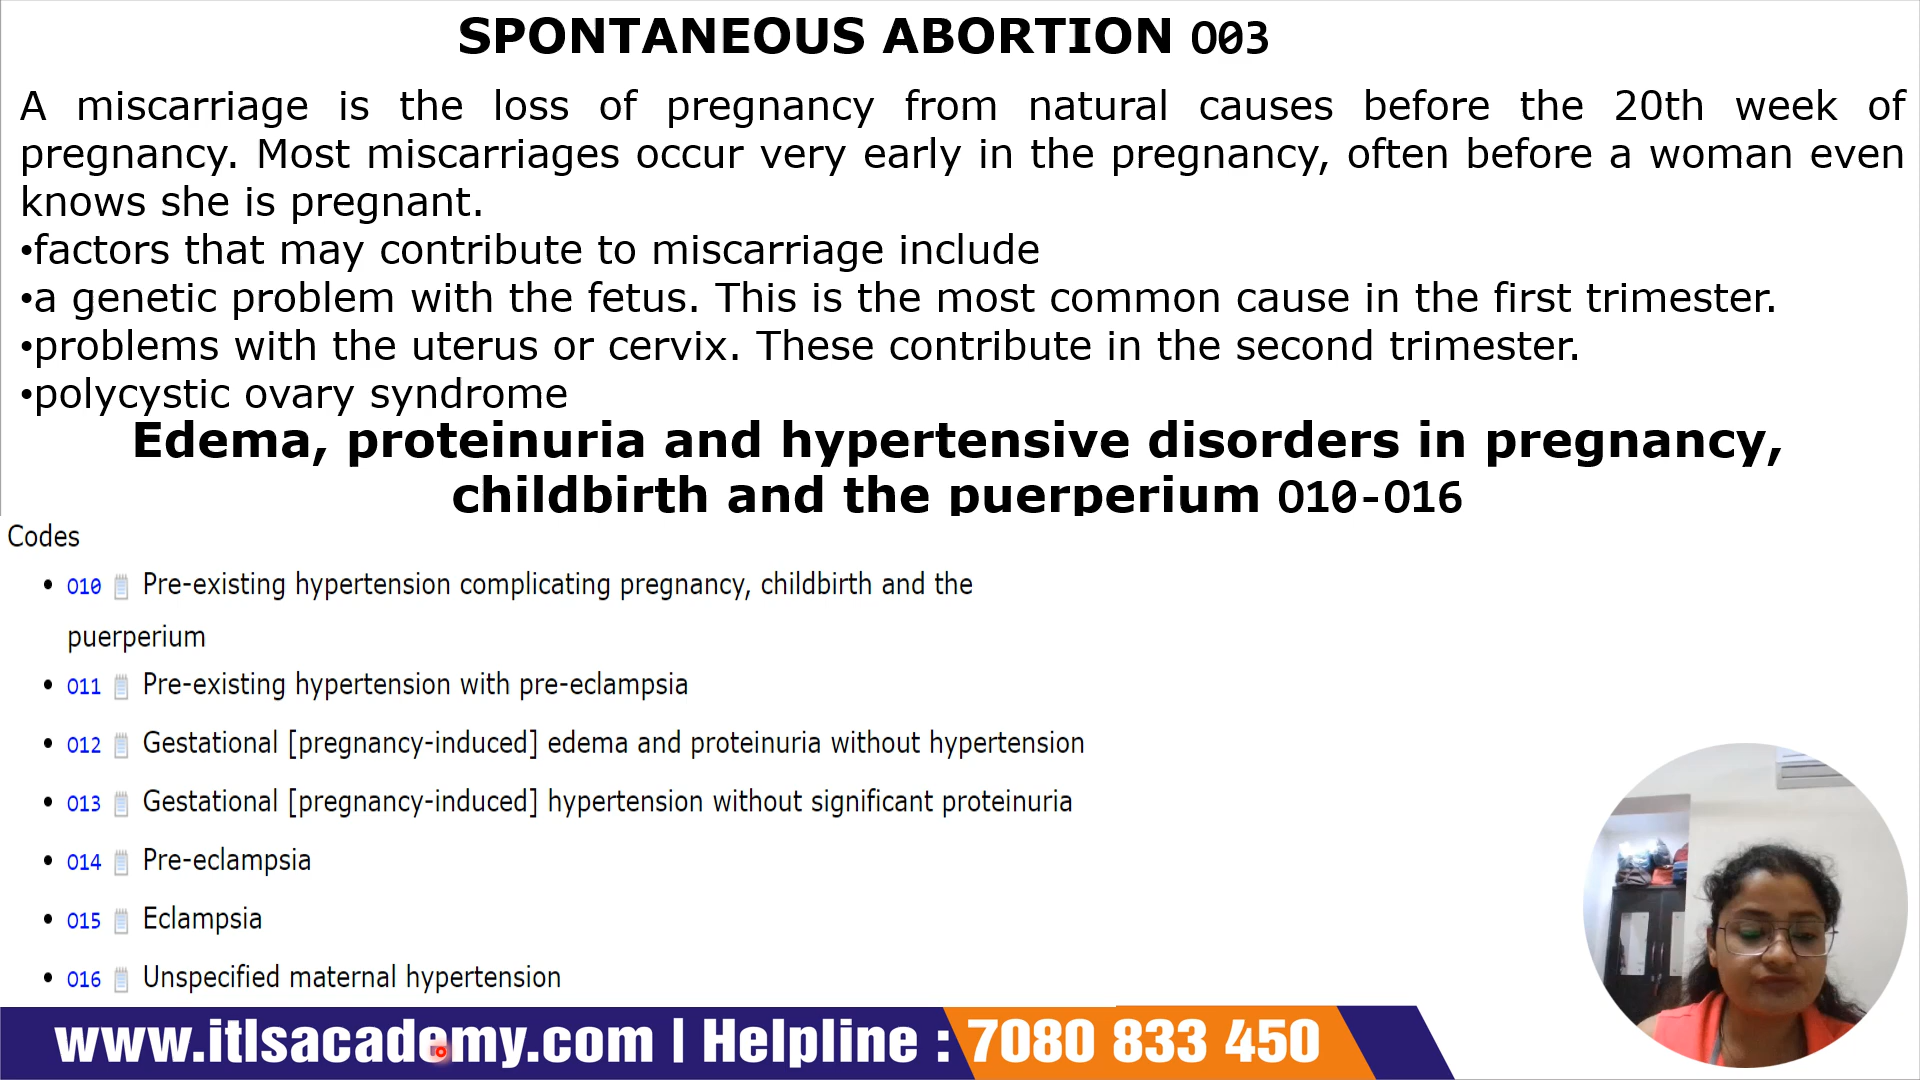 SPONTANEOUS ABORTION O03
A miscarriage is the loss of pregnancy from natural causes before the 20th week of
pregnancy. Most miscarriages occur very early in the pregnancy, often before a woman even
knows she is pregnant.
•factors that may contribute to miscarriage include
•a genetic problem with the fetus. This is the most common cause in the first trimester.
•problems with the uterus or cervix. These contribute in the second trimester.
•polycystic ovary syndrome
Edema, proteinuria and hypertensive disorders in pregnancy,
childbirth and the puerperium O10-O16
Codes
• O10 Pre-existing hypertension complicating pregnancy, childbirth and the
puerperium
• O11 Pre-existing hypertension with pre-eclampsia
• O12 Gestational [pregnancy-induced] edema and proteinuria without hypertension
• O13 Gestational [pregnancy-induced] hypertension without significant proteinuria
• O14 Pre-eclampsia
• O15 Eclampsia
• O16 Unspecified maternal hypertension
www.itlsacademy.com | Helpline : 7080 833 450